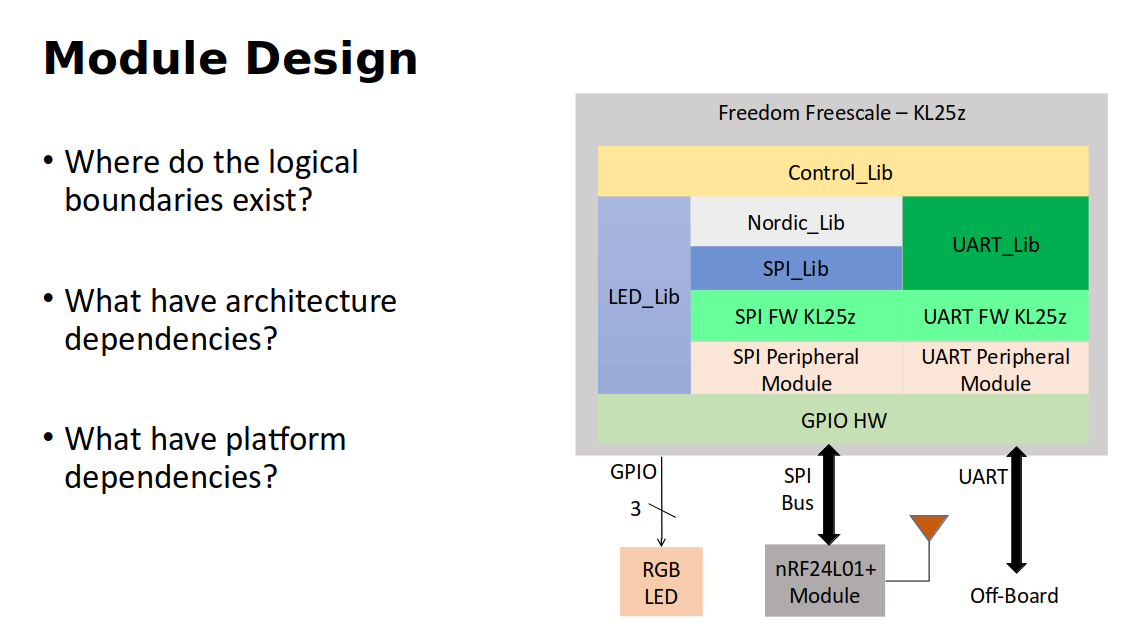 Module Design
• Where do the logical
boundaries exist?
• What have architecture
dependencies?
• What have platform
dependencies?
Freedom Freescale – KL25z
Control_Lib
LED_Lib
Nordic_Lib
UART_Lib
SPI_Lib
SPI FW KL25z
UART FW KL25z
SPI Peripheral
Module
UART Peripheral
Module
GPIO HW
GPIO
3
SPI
Bus
UART
RGB
LED
nRF24L01+
Module
Off-Board